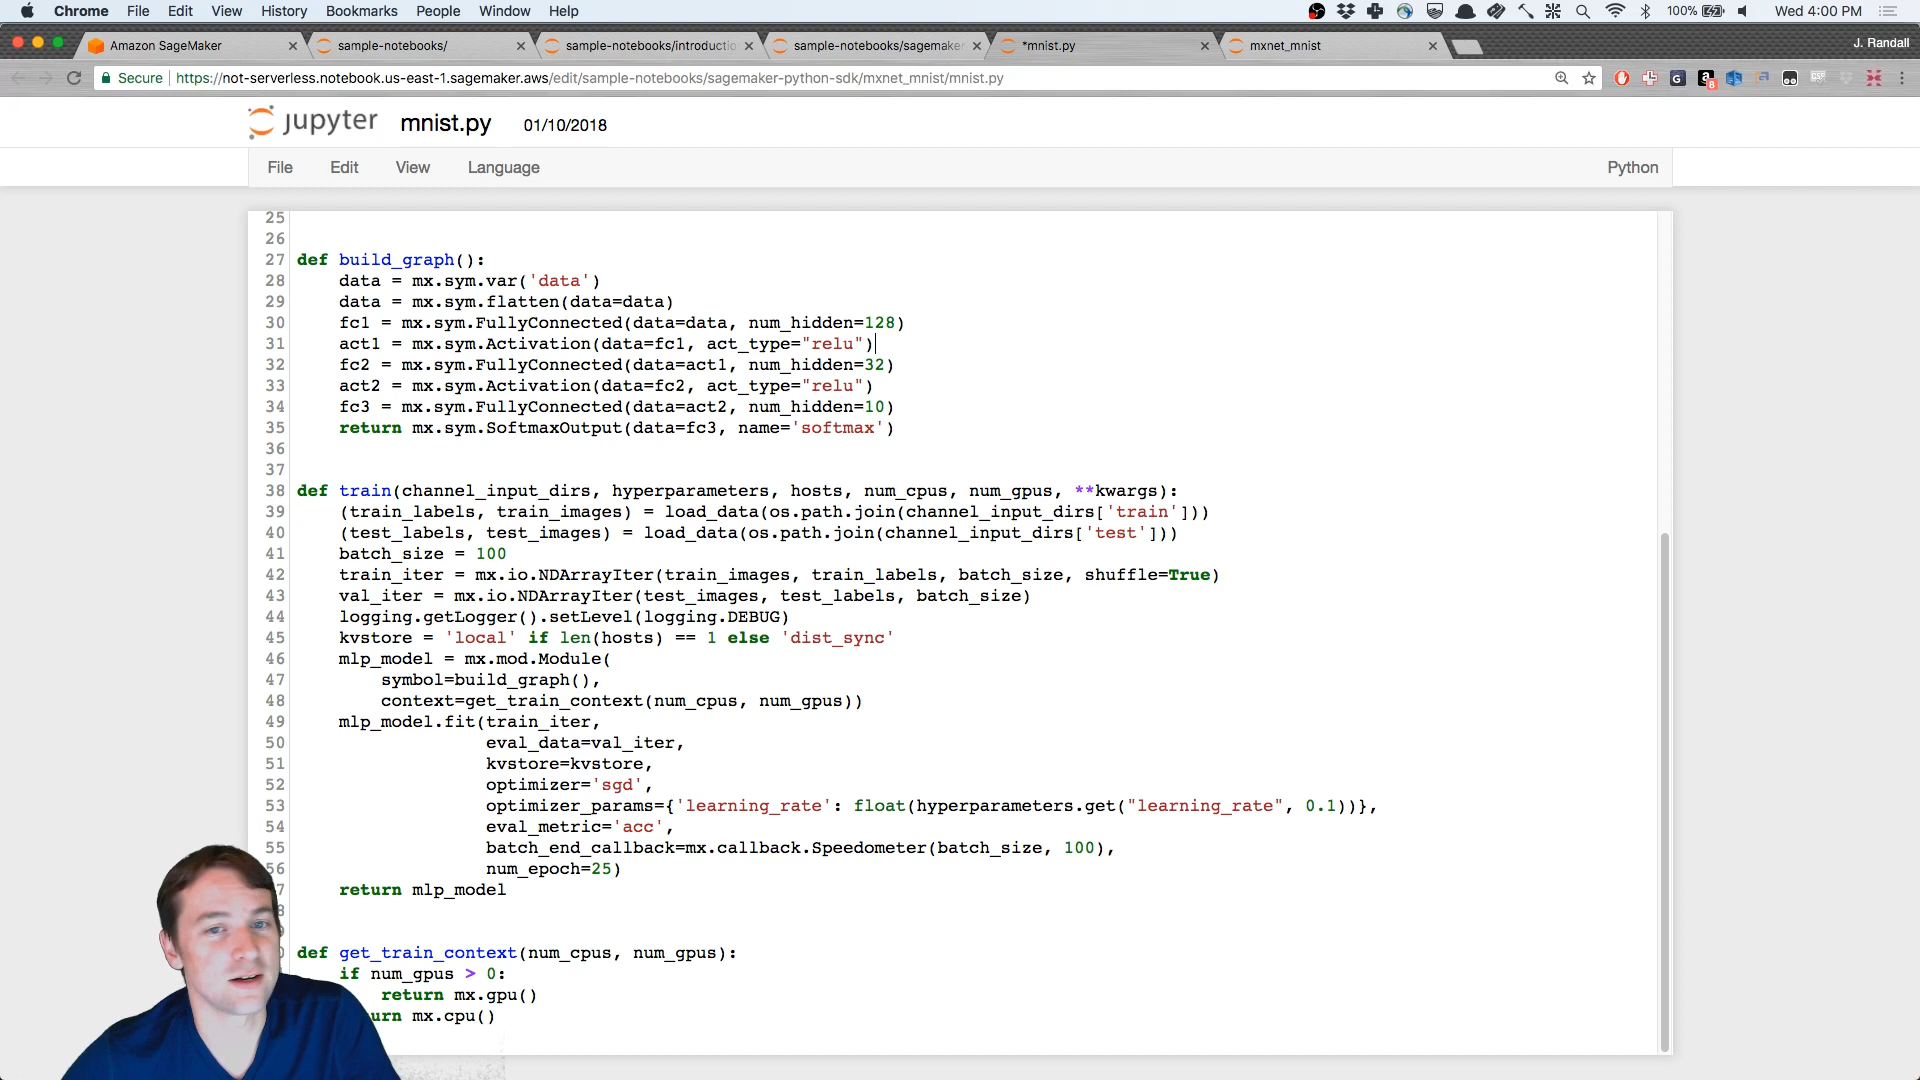 Chrome File Edit View History Bookmarks People Window Help 100% Wed 4:00 PM
Amazon SageMaker sample-notebooks/ sample-notebooks/introductio sample-notebooks/sagemaker *mnist.py mxnet_mnist J. Randall
Secure https://not-serverless.notebook.us-east-1.sagemaker.aws/edit/sample-notebooks/sagemaker-python-sdk/mxnet_mnist/mnist.py
jupyter mnist.py 01/10/2018
File Edit View Language Python
25
26
27 def build_graph():
28 data = mx.sym.var('data')
29 data = mx.sym.flatten(data=data)
30 fc1 = mx.sym.FullyConnected(data=data, num_hidden=128)
31 act1 = mx.sym.Activation(data=fc1, act_type="relu")
32 fc2 = mx.sym.FullyConnected(data=act1, num_hidden=32)
33 act2 = mx.sym.Activation(data=fc2, act_type="relu")
34 fc3 = mx.sym.FullyConnected(data=act2, num_hidden=10)
35 return mx.sym.SoftmaxOutput(data=fc3, name='softmax')
36
37
38 def train(channel_input_dirs, hyperparameters, hosts, num_cpus, num_gpus, **kwargs):
39 (train_labels, train_images) = load_data(os.path.join(channel_input_dirs['train']))
40 (test_labels, test_images) = load_data(os.path.join(channel_input_dirs['test']))
41 batch_size = 100
42 train_iter = mx.io.NDArrayIter(train_images, train_labels, batch_size, shuffle=True)
43 val_iter = mx.io.NDArrayIter(test_images, test_labels, batch_size)
44 logging.getLogger().setLevel(logging.DEBUG)
45 kvstore = 'local' if len(hosts) == 1 else 'dist_sync'
46 mlp_model = mx.mod.Module(
47 symbol=build_graph(),
48 context=get_train_context(num_cpus, num_gpus))
49 mlp_model.fit(train_iter,
50 eval_data=val_iter,
51 kvstore=kvstore,
52 optimizer='sgd',
53 optimizer_params={'learning_rate': float(hyperparameters.get("learning_rate", 0.1))},
54 eval_metric='acc',
55 batch_end_callback=mx.callback.Speedometer(batch_size, 100),
56 num_epoch=25)
7 return mlp_model
8
def get_train_context(num_cpus, num_gpus):
if num_gpus > 0:
return mx.gpu()
urn mx.cpu()